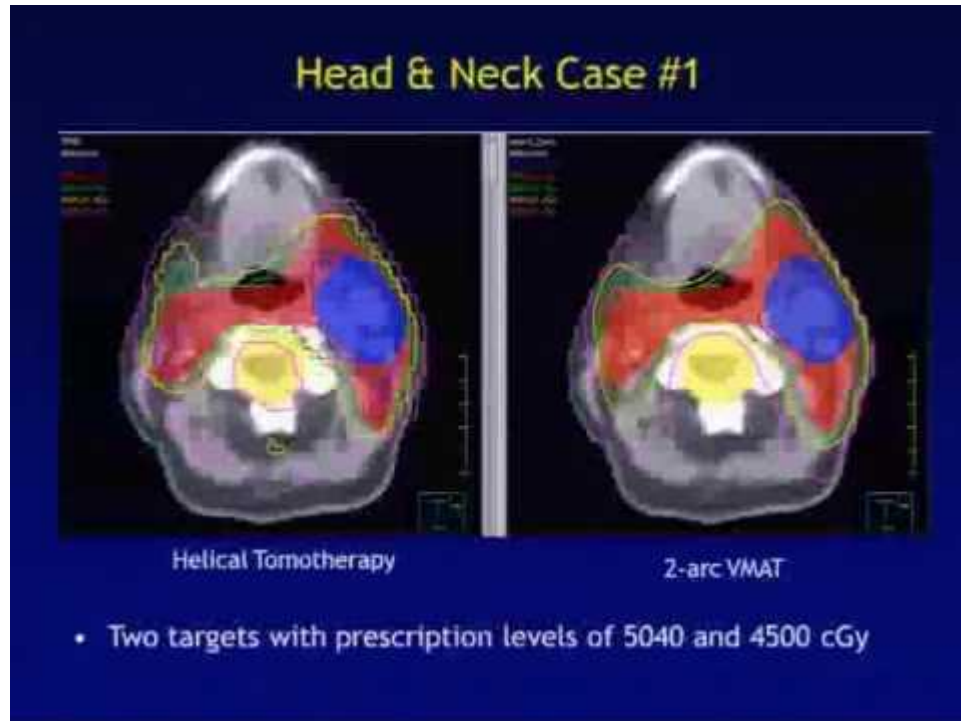 Head & Neck Case #1
Helical Tomotherapy
2-arc VMAT
• Two targets with prescription levels of 5040 and 4500 cGy